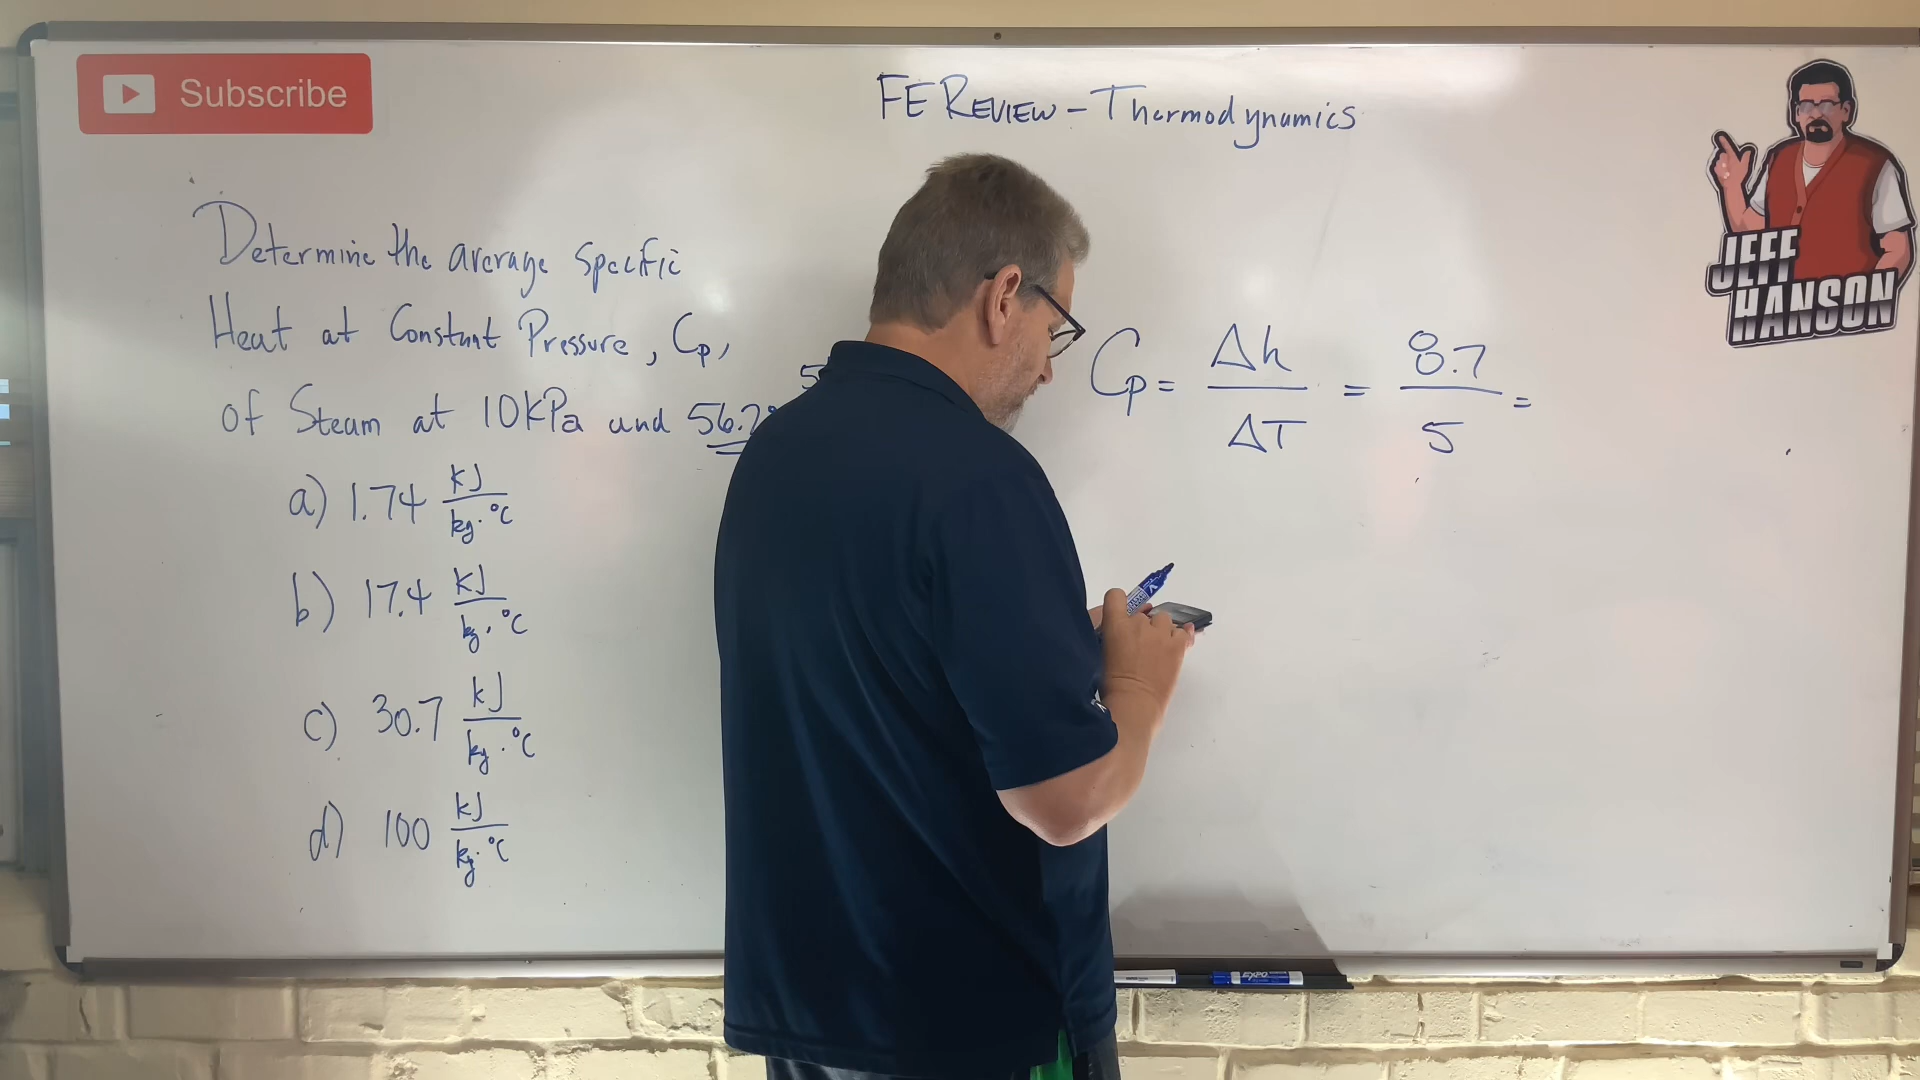 Subscribe
FE REVIEW - Thermodynamics
JEFF
HANSON
Determine the average Specific
Heat at Constant Pressure, Cp,
5
of Steam at 10kPa and 56.2
a) 1.74 kJ/kg·°C
b) 17.4 kJ/kg·°C
c) 30.7 kJ/kg·°C
d) 100 kJ/kg·°C
Cp = Δh/ΔT = 8.7/5 =
EXPO